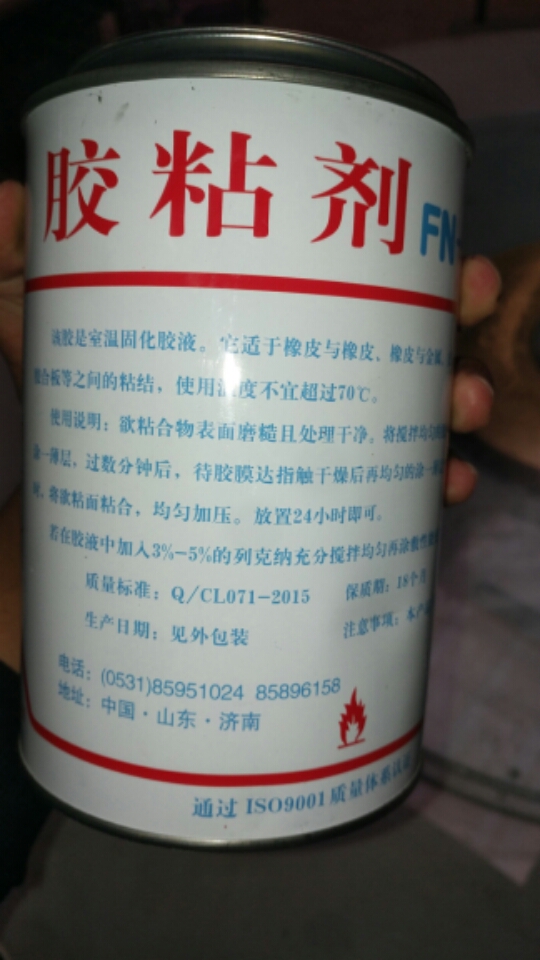 胶粘剂 FN-
该胶是室温固化胶液。它适于橡皮与橡皮、橡皮与金属、
合板等之间的粘结，使用温度不宜超过70℃。
使用说明：欲粘合物表面磨糙且处理干净。将搅拌均匀的
涂一薄层，过数分钟后，待胶膜达指触干燥后再均匀的涂一
时，将欲粘面粘合，均匀加压。放置24小时即可。
若在胶液中加入3%-5%的列克纳充分搅拌均匀再涂敷性能
质量标准：Q/CL071-2015 保质期：18个月
生产日期：见外包装 注意事项：本产
电话：(0531)85951024 85896158
地址：中国·山东·济南
通过 ISO9001质量体系认证